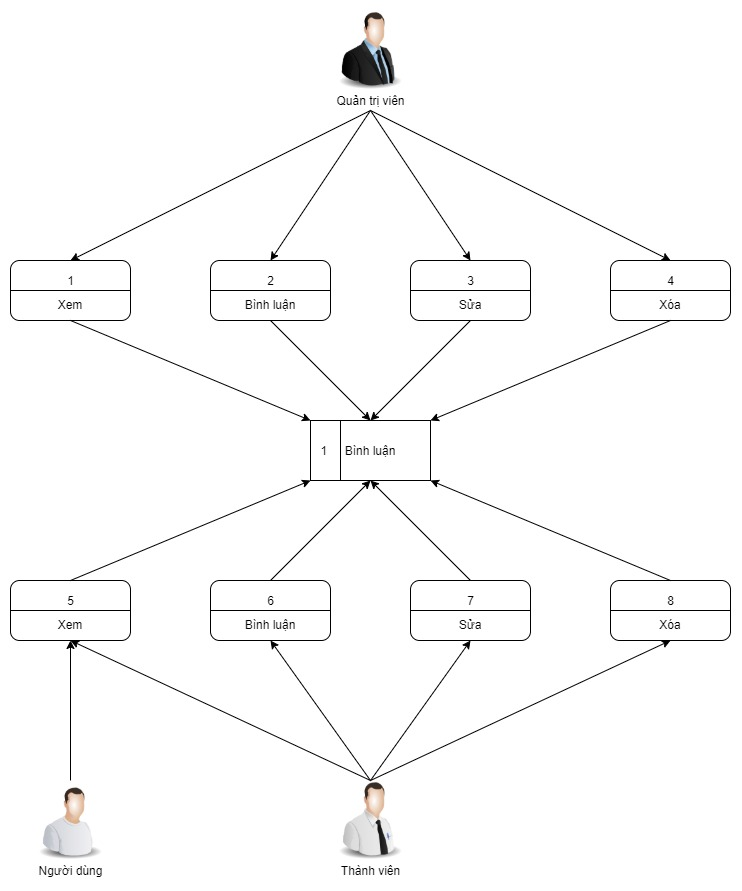 Quản trị viên
1
Xem
2
Bình luận
3
Sửa
4
Xóa
1
Bình luận
5
Xem
6
Bình luận
7
Sửa
8
Xóa
Người dùng
Thành viên